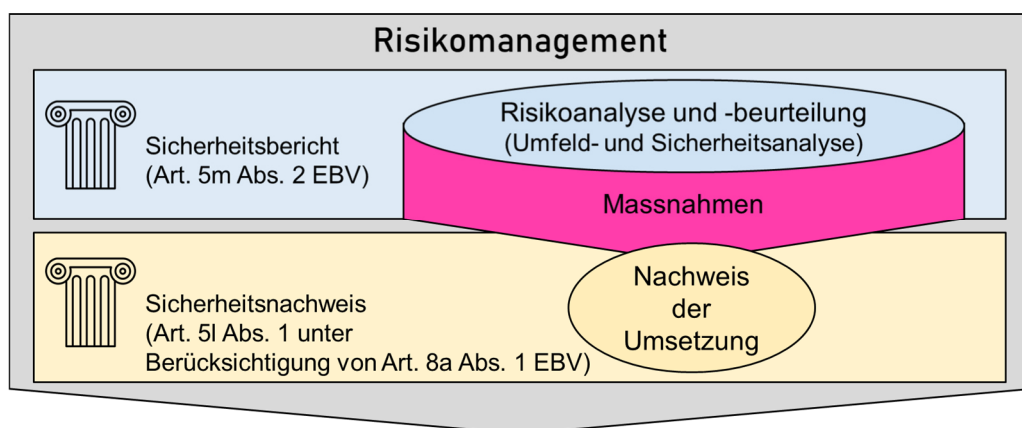 Risikomanagement
Risikoanalyse und -beurteilung
(Umfeld- und Sicherheitsanalyse)
Sicherheitsbericht
(Art. 5m Abs. 2 EBV)
Massnahmen
Nachweis
der
Umsetzung
Sicherheitsnachweis
(Art. 5l Abs. 1 unter
Berücksichtigung von Art. 8a Abs. 1 EBV)